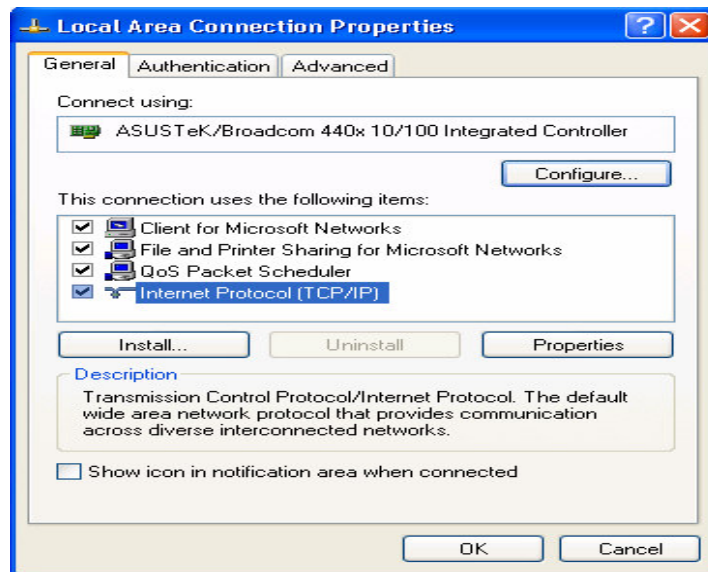 Local Area Connection Properties
General Authentication Advanced
Connect using:
ASUSTeK/Broadcom 440x 10/100 Integrated Controller
Configure...
This connection uses the following items:
Client for Microsoft Networks
File and Printer Sharing for Microsoft Networks
QoS Packet Scheduler
Internet Protocol (TCP/IP)
Install... Uninstall Properties
Description
Transmission Control Protocol/Internet Protocol. The default
wide area network protocol that provides communication
across diverse interconnected networks.
Show icon in notification area when connected
OK Cancel